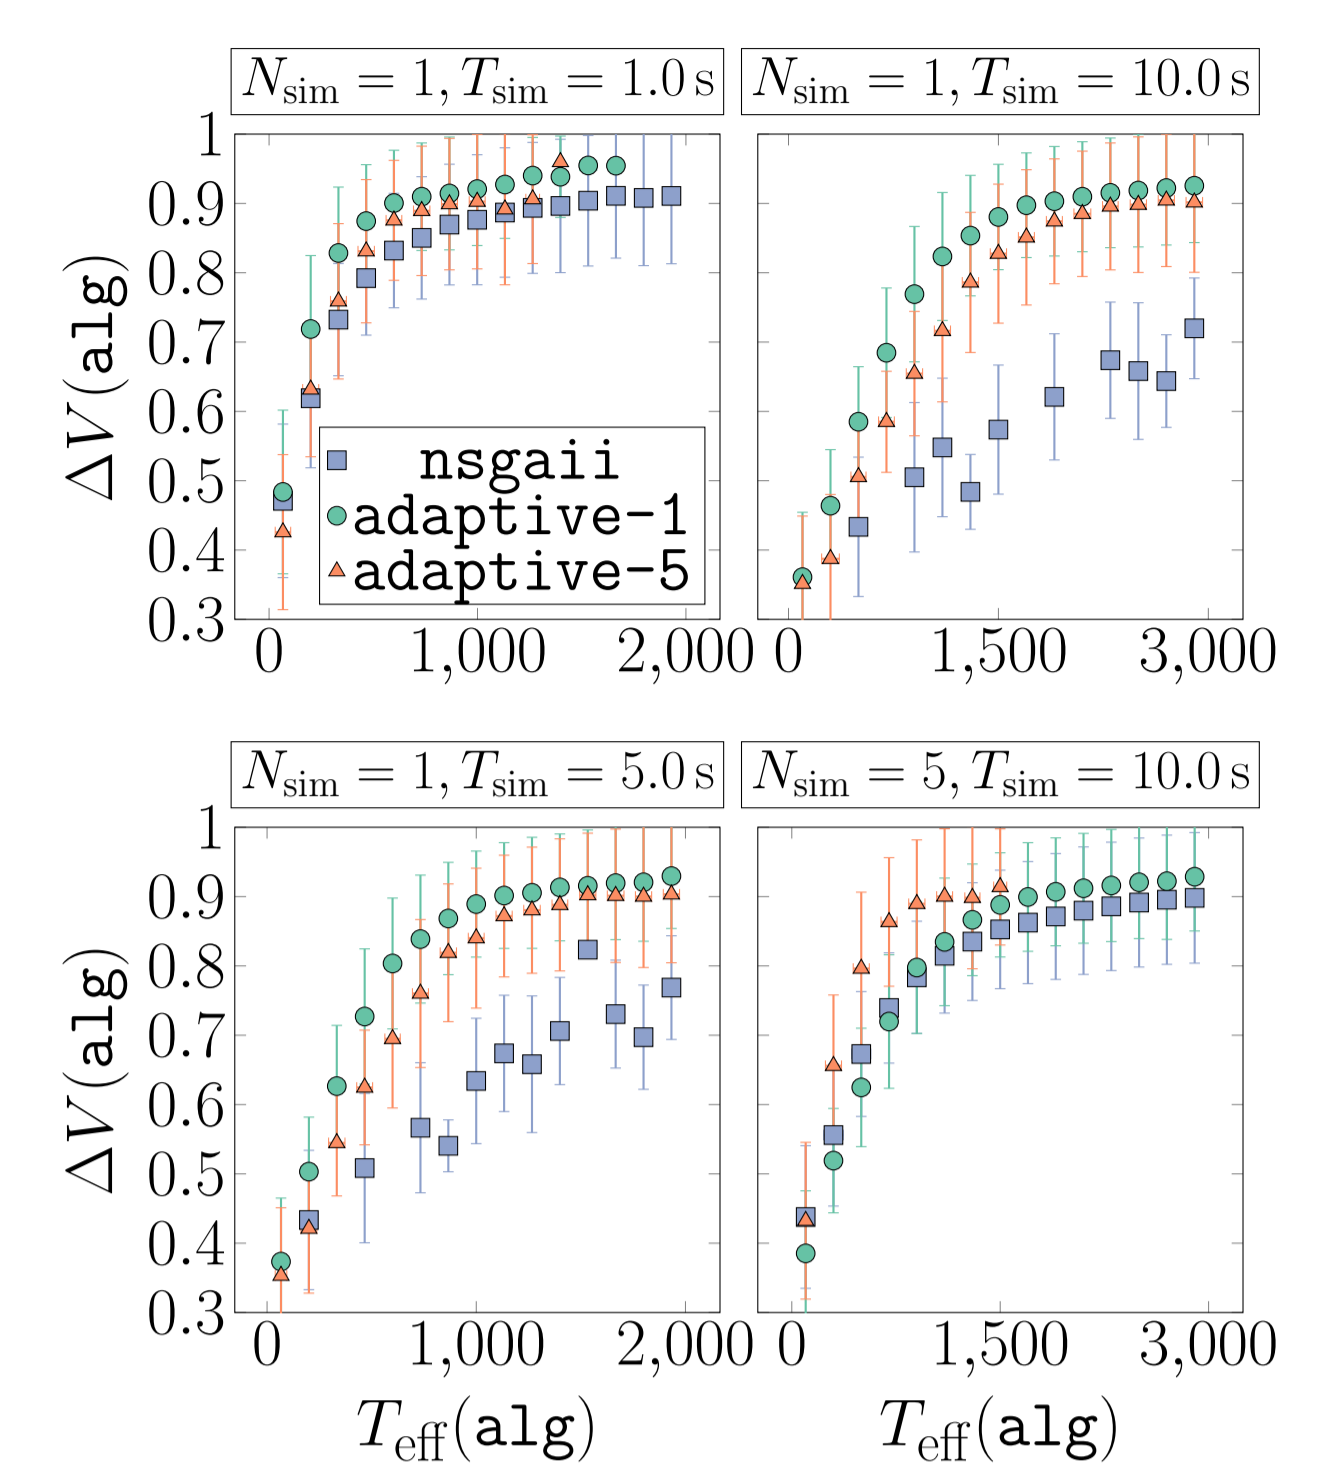 N_sim = 1, T_sim = 1.0 s
N_sim = 1, T_sim = 10.0 s
1
0.9
0.8
0.7
0.6
0.5
0.4
0.3
ΔV(alg)
nsgaii
adaptive-1
adaptive-5
0 1,000 2,000
0 1,500 3,000
N_sim = 1, T_sim = 5.0 s
N_sim = 5, T_sim = 10.0 s
1
0.9
0.8
0.7
0.6
0.5
0.4
0.3
ΔV(alg)
0 1,000 2,000
0 1,500 3,000
T_eff(alg)
T_eff(alg)